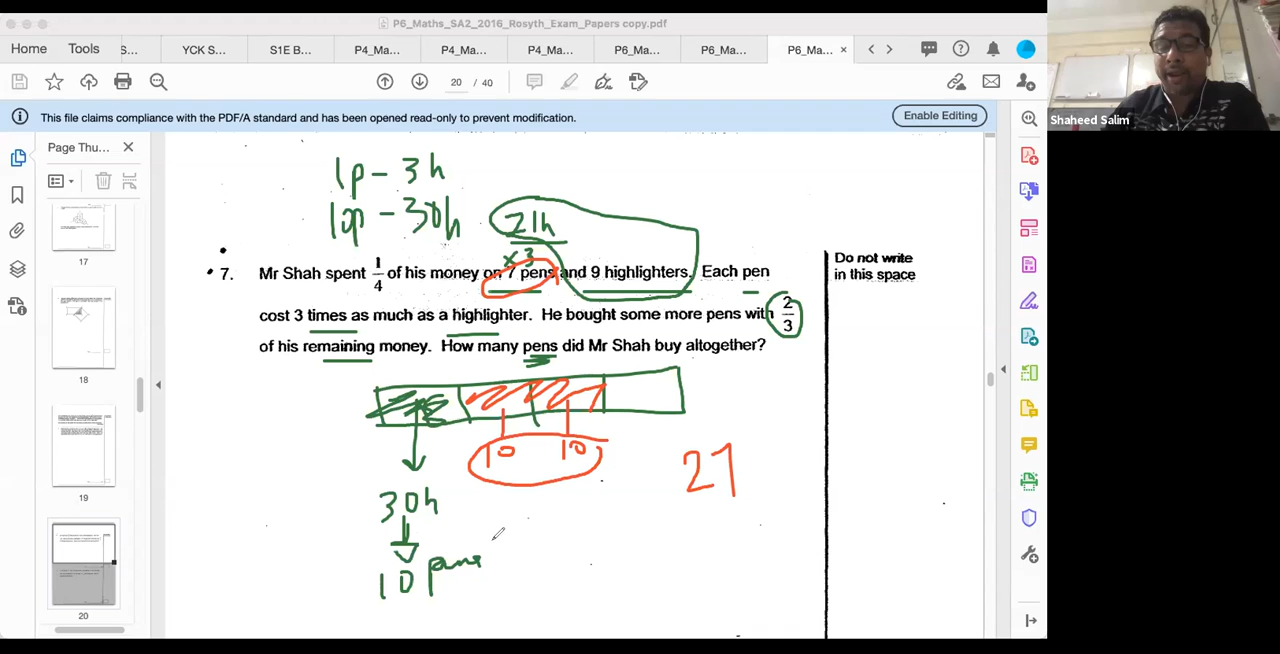 P6_Maths_SA2_2016_Rosyth_Exam_Papers copy.pdf
Home Tools S... YCK S... S1E B... P4_Ma... P4_Ma... P4_Ma... P6_Ma... P6_Ma... P6_Ma... ×
20 / 40
This file claims compliance with the PDF/A standard and has been opened read-only to prevent modification.
Enable Editing
Shaheed Salim
Page Thu... ×
17
18
19
20
1p - 3h
10p - 30h
21h
×3
7. Mr Shah spent 1/4 of his money on 7 pens and 9 highlighters. Each pen
cost 3 times as much as a highlighter. He bought some more pens with 2/3
of his remaining money. How many pens did Mr Shah buy altogether?
Do not write
in this space
10 10
27
30h
10 pens